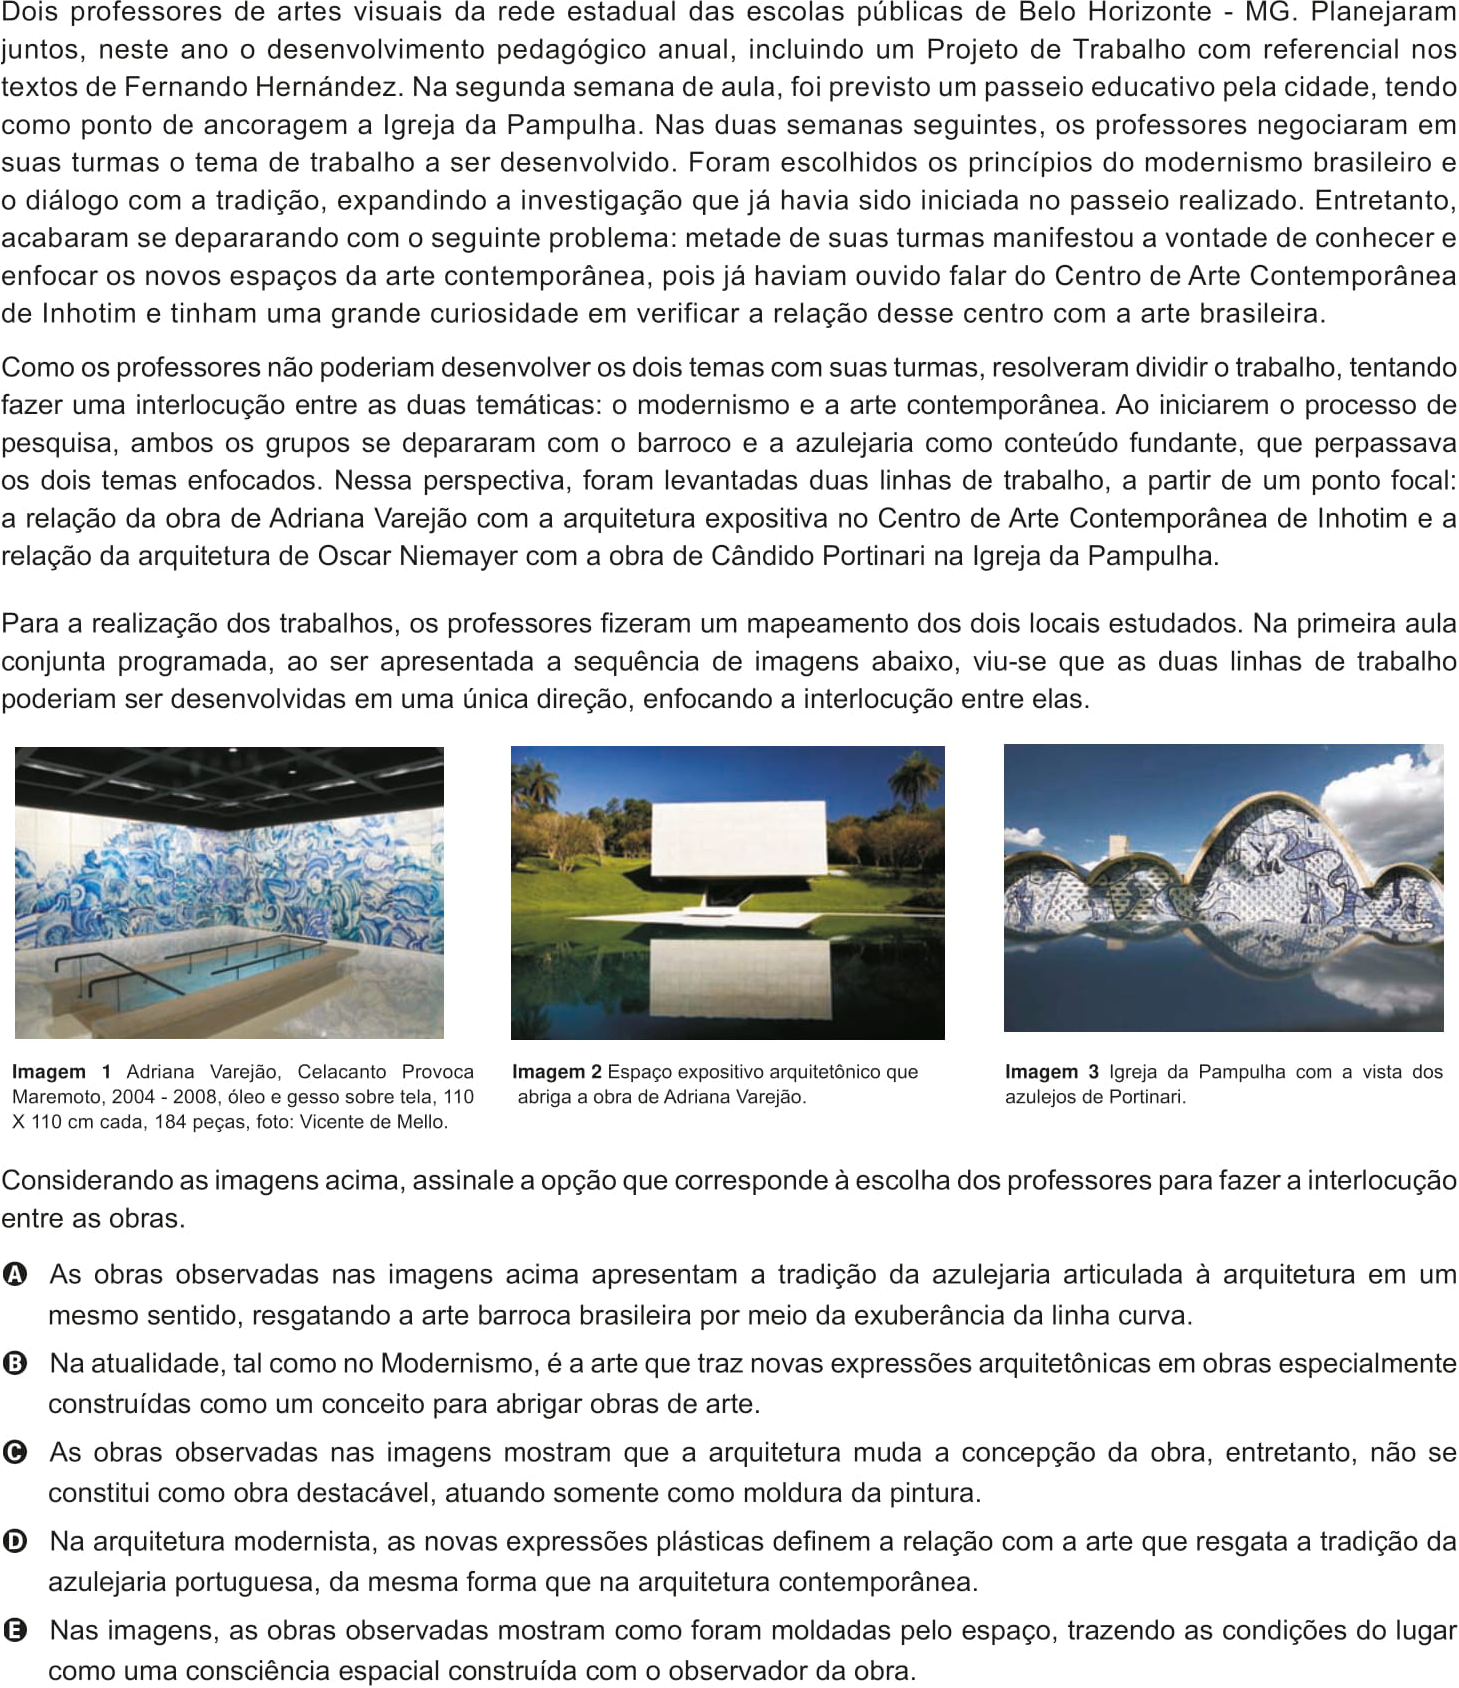 Dois professores de artes visuais da rede estadual das escolas públicas de Belo Horizonte - MG. Planejaram
juntos, neste ano o desenvolvimento pedagógico anual, incluindo um Projeto de Trabalho com referencial nos
textos de Fernando Hernández. Na segunda semana de aula, foi previsto um passeio educativo pela cidade, tendo
como ponto de ancoragem a Igreja da Pampulha. Nas duas semanas seguintes, os professores negociaram em
suas turmas o tema de trabalho a ser desenvolvido. Foram escolhidos os princípios do modernismo brasileiro e
o diálogo com a tradição, expandindo a investigação que já havia sido iniciada no passeio realizado. Entretanto,
acabaram se depararando com o seguinte problema: metade de suas turmas manifestou a vontade de conhecer e
enfocar os novos espaços da arte contemporânea, pois já haviam ouvido falar do Centro de Arte Contemporânea
de Inhotim e tinham uma grande curiosidade em verificar a relação desse centro com a arte brasileira.
Como os professores não poderiam desenvolver os dois temas com suas turmas, resolveram dividir o trabalho, tentando
fazer uma interlocução entre as duas temáticas: o modernismo e a arte contemporânea. Ao iniciarem o processo de
pesquisa, ambos os grupos se depararam com o barroco e a azulejaria como conteúdo fundante, que perpassava
os dois temas enfocados. Nessa perspectiva, foram levantadas duas linhas de trabalho, a partir de um ponto focal:
a relação da obra de Adriana Varejão com a arquitetura expositiva no Centro de Arte Contemporânea de Inhotim e a
relação da arquitetura de Oscar Niemayer com a obra de Cândido Portinari na Igreja da Pampulha.
Para a realização dos trabalhos, os professores fizeram um mapeamento dos dois locais estudados. Na primeira aula
conjunta programada, ao ser apresentada a sequência de imagens abaixo, viu-se que as duas linhas de trabalho
poderiam ser desenvolvidas em uma única direção, enfocando a interlocução entre elas.
Imagem 1 Adriana Varejão, Celacanto Provoca
Maremoto, 2004 - 2008, óleo e gesso sobre tela, 110
X 110 cm cada, 184 peças, foto: Vicente de Mello.
Imagem 2 Espaço expositivo arquitetônico que
abriga a obra de Adriana Varejão.
Imagem 3 Igreja da Pampulha com a vista dos
azulejos de Portinari.
Considerando as imagens acima, assinale a opção que corresponde à escolha dos professores para fazer a interlocução
entre as obras.
A As obras observadas nas imagens acima apresentam a tradição da azulejaria articulada à arquitetura em um
mesmo sentido, resgatando a arte barroca brasileira por meio da exuberância da linha curva.
B Na atualidade, tal como no Modernismo, é a arte que traz novas expressões arquitetônicas em obras especialmente
construídas como um conceito para abrigar obras de arte.
C As obras observadas nas imagens mostram que a arquitetura muda a concepção da obra, entretanto, não se
constitui como obra destacável, atuando somente como moldura da pintura.
D Na arquitetura modernista, as novas expressões plásticas definem a relação com a arte que resgata a tradição da
azulejaria portuguesa, da mesma forma que na arquitetura contemporânea.
E Nas imagens, as obras observadas mostram como foram moldadas pelo espaço, trazendo as condições do lugar
como uma consciência espacial construída com o observador da obra.